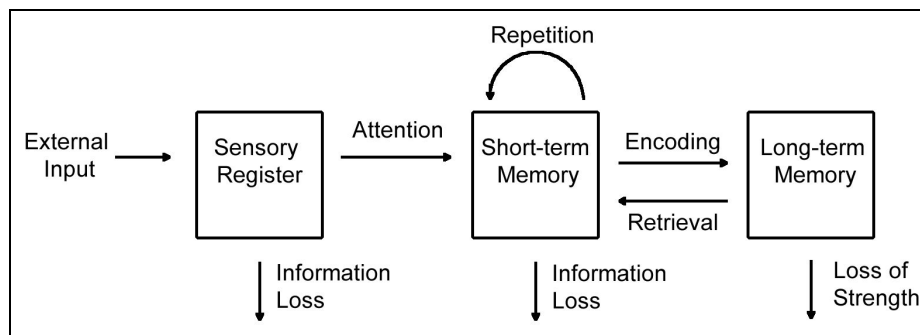 Repetition
External
Input
Sensory
Register
Attention
Short-term
Memory
Encoding
Retrieval
Long-term
Memory
Information
Loss
Information
Loss
Loss of
Strength